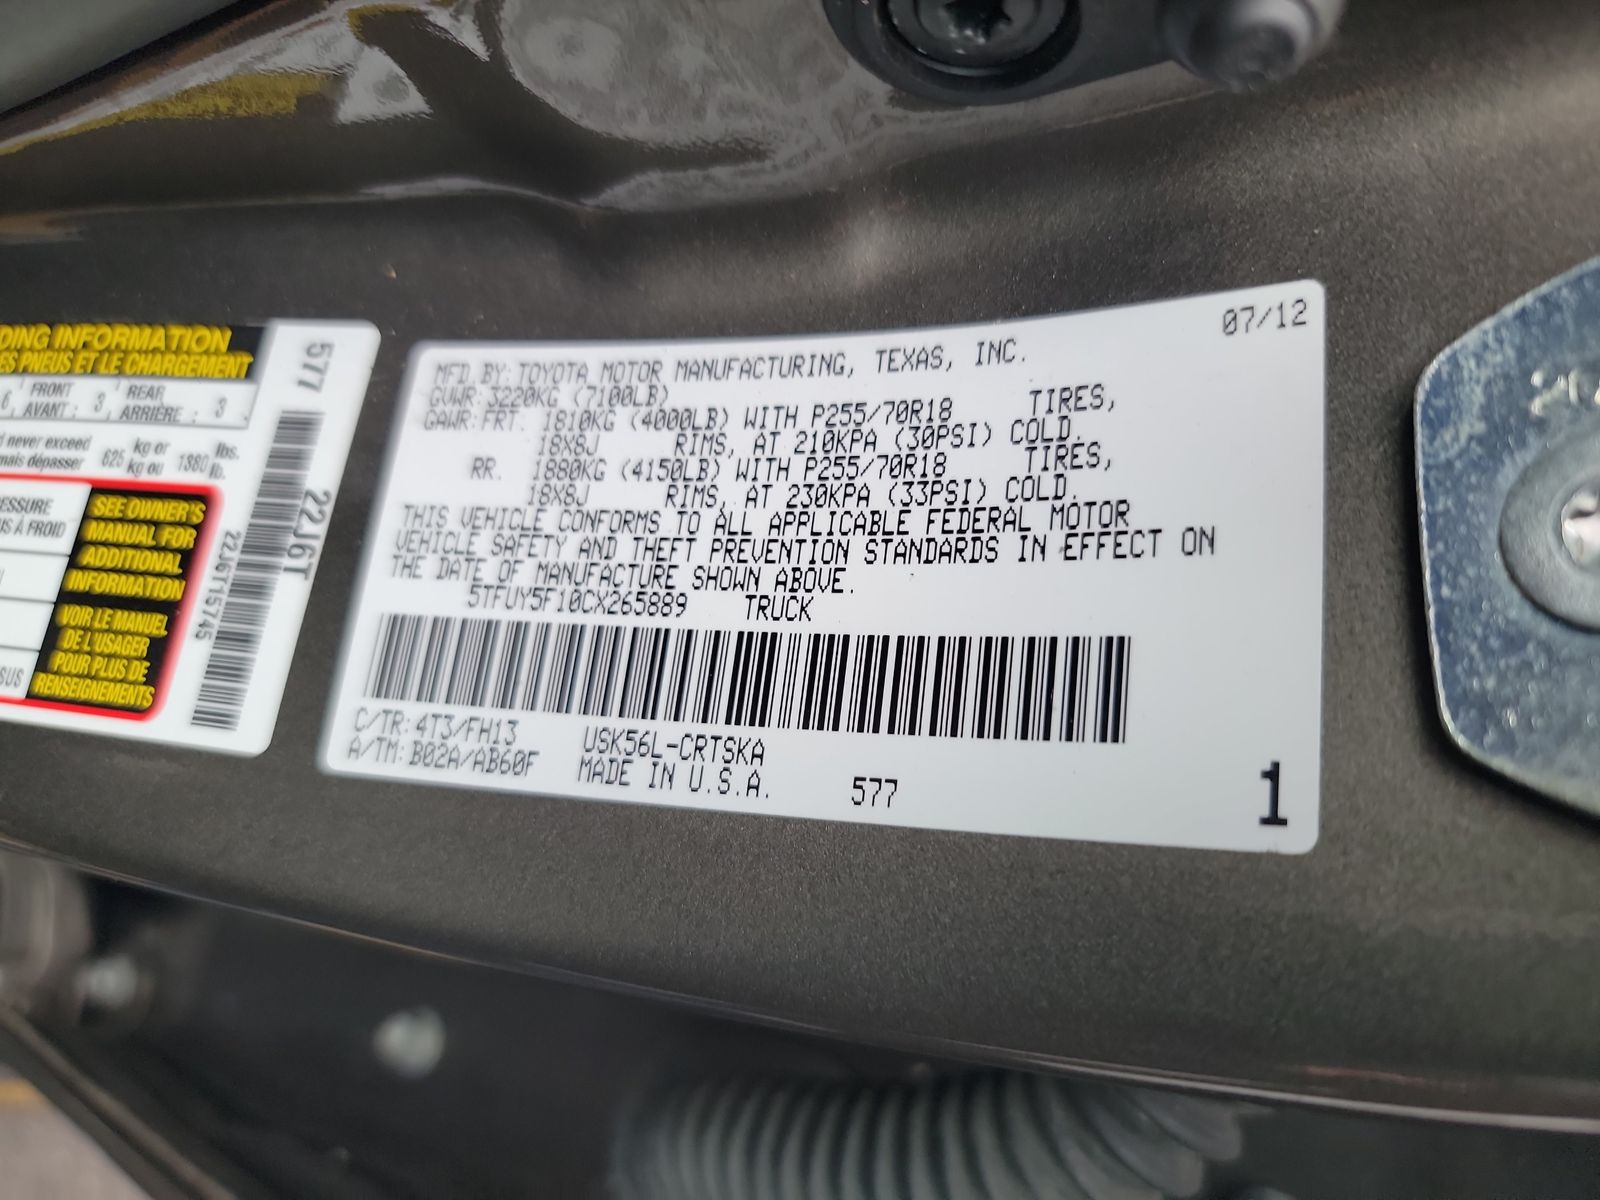 DING INFORMATION
ES PNEUS ET LE CHARGEMENT
6, FRONT REAR
AVANT : 3, ARRIÈRE : 3
d never exceed kg or lbs.
mais dépasser 625 kg ou 1380 lb.
ESSURE
US À FROID
SUS
SEE OWNER'S
MANUAL FOR
ADDITIONAL
INFORMATION
VOIR LE MANUEL
DE L'USAGER
POUR PLUS DE
RENSEIGNEMENTS
577
22J6T
22J6T15745
07/12
MFD BY: TOYOTA MOTOR MANUFACTURING, TEXAS, INC.
GVWR: 3220KG (7100LB)
GAWR: FRT. 1810KG (4000LB) WITH P255/70R18 TIRES,
18X8J RIMS, AT 210KPA (30PSI) COLD.
RR. 1880KG (4150LB) WITH P255/70R18 TIRES,
18X8J RIMS, AT 230KPA (33PSI) COLD.
THIS VEHICLE CONFORMS TO ALL APPLICABLE FEDERAL MOTOR
VEHICLE SAFETY AND THEFT PREVENTION STANDARDS IN EFFECT ON
THE DATE OF MANUFACTURE SHOWN ABOVE.
5TFUY5F10CX265889 TRUCK
C/TR: 4T3/FH13 USK56L-CRTSKA
A/TM: B02A/AB60F MADE IN U.S.A. 577
1